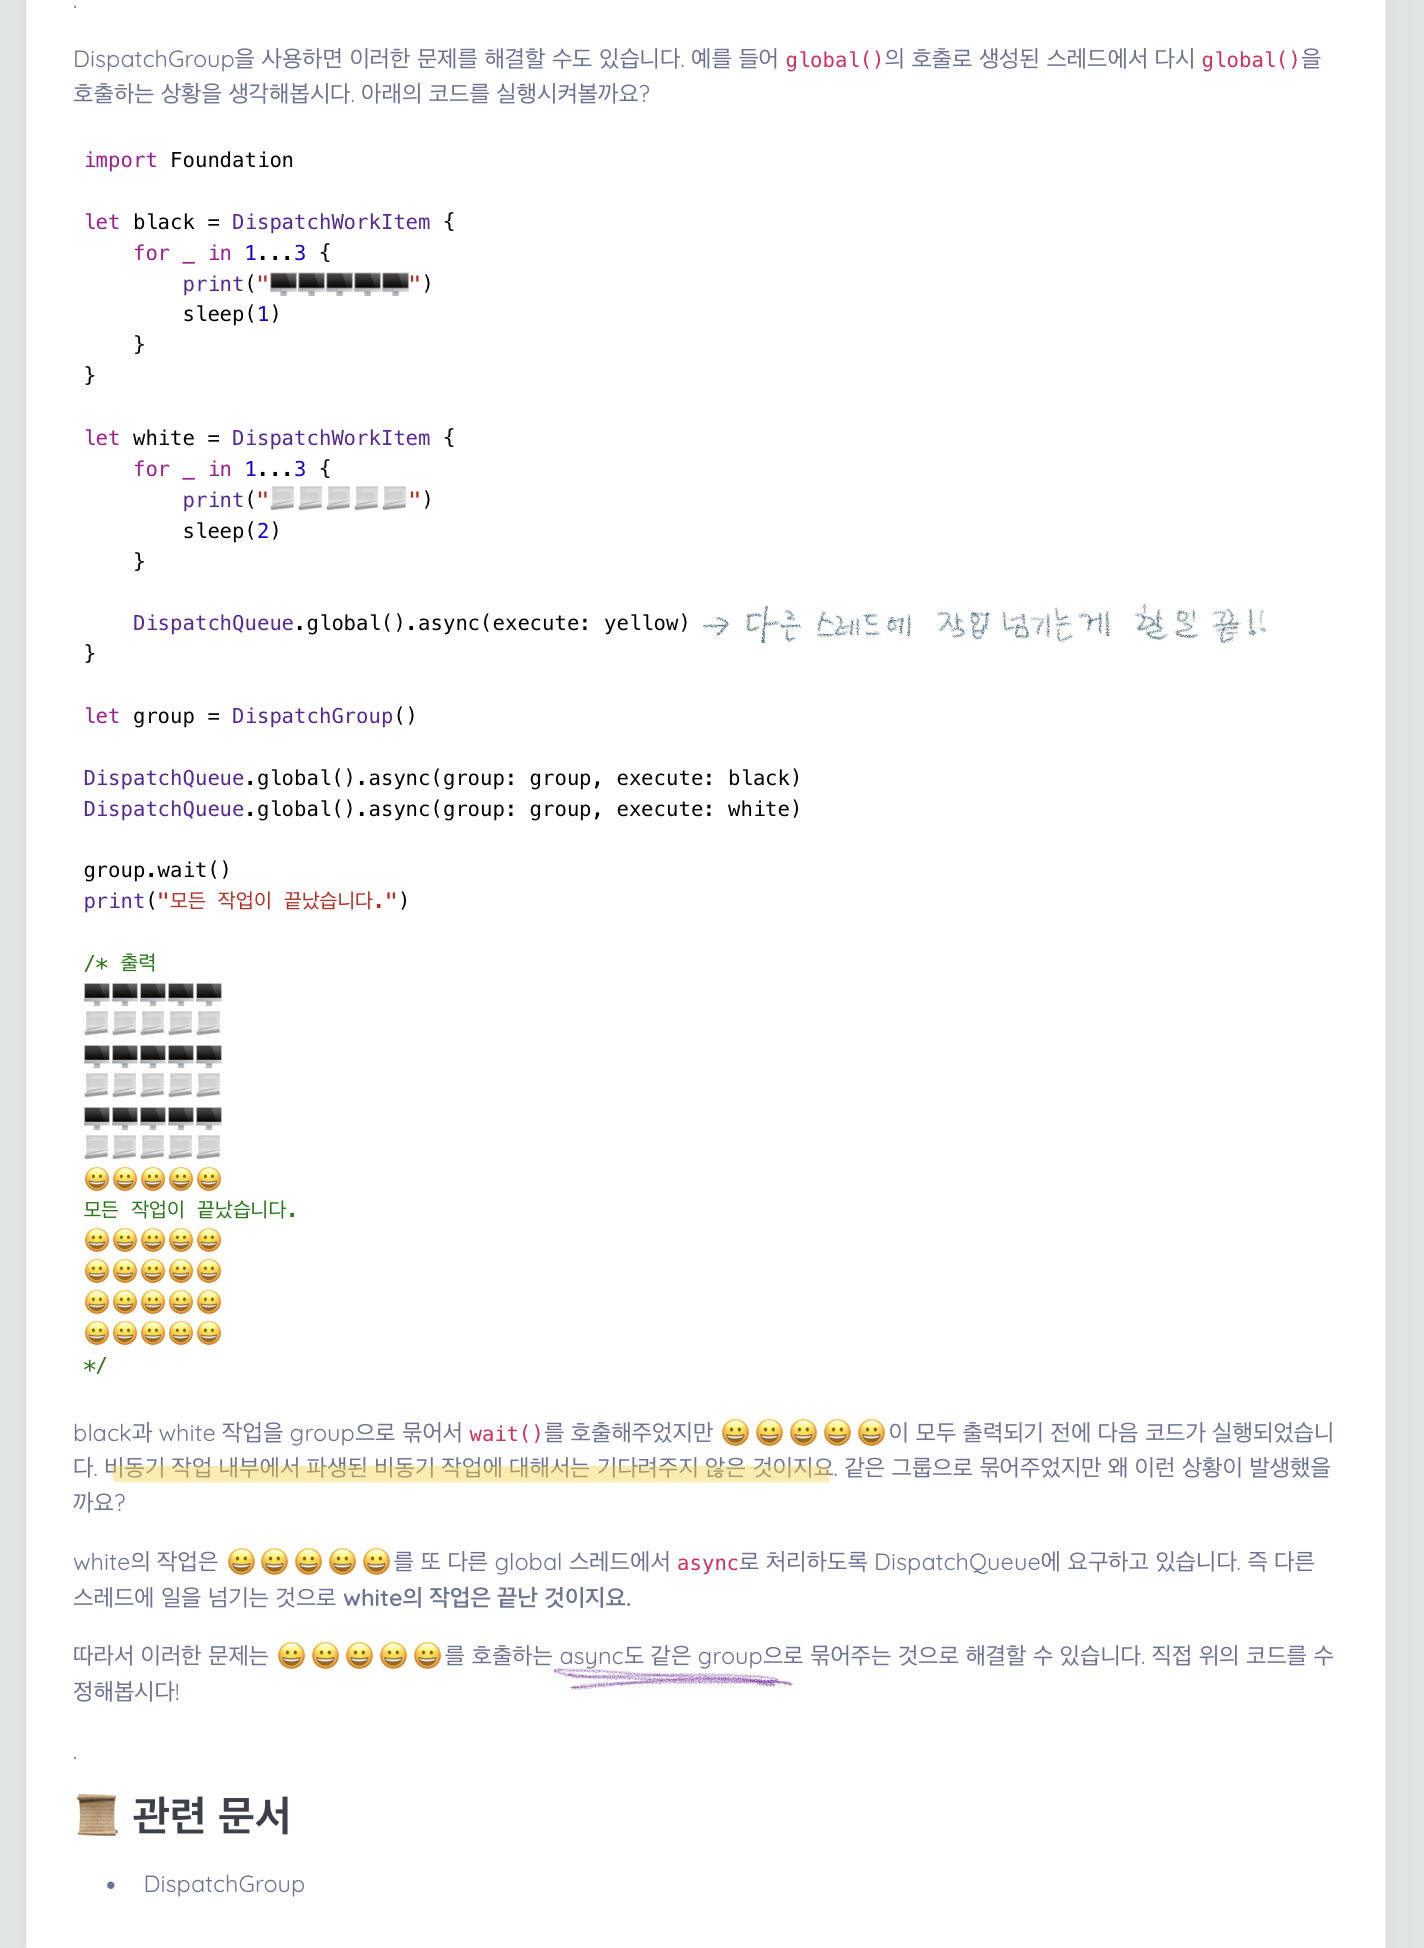 .
DispatchGroup을 사용하면 이러한 문제를 해결할 수도 있습니다. 예를 들어 global()의 호출로 생성된 스레드에서 다시 global()을
호출하는 상황을 생각해봅시다. 아래의 코드를 실행시켜볼까요?
import Foundation
let black = DispatchWorkItem {
    for _ in 1...3 {
        print("🖥🖥🖥🖥🖥")
        sleep(1)
    }
}
let white = DispatchWorkItem {
    for _ in 1...3 {
        print("📃📃📃📃📃")
        sleep(2)
    }
    DispatchQueue.global().async(execute: yellow) → 다른 스레드에 작업 넘기는게 할 일 끝!!
}
let group = DispatchGroup()
DispatchQueue.global().async(group: group, execute: black)
DispatchQueue.global().async(group: group, execute: white)
group.wait()
print("모든 작업이 끝났습니다.")
/* 출력
🖥🖥🖥🖥🖥
📃📃📃📃📃
🖥🖥🖥🖥🖥
📃📃📃📃📃
🖥🖥🖥🖥🖥
📃📃📃📃📃
😀😀😀😀😀
모든 작업이 끝났습니다.
😀😀😀😀😀
😀😀😀😀😀
😀😀😀😀😀
😀😀😀😀😀
*/
black과 white 작업을 group으로 묶어서 wait()를 호출해주었지만 😀😀😀😀😀이 모두 출력되기 전에 다음 코드가 실행되었습니
다. 비동기 작업 내부에서 파생된 비동기 작업에 대해서는 기다려주지 않은 것이지요. 같은 그룹으로 묶어주었지만 왜 이런 상황이 발생했을
까요?
white의 작업은 😀😀😀😀😀를 또 다른 global 스레드에서 async로 처리하도록 DispatchQueue에 요구하고 있습니다. 즉 다른
스레드에 일을 넘기는 것으로 white의 작업은 끝난 것이지요.
따라서 이러한 문제는 😀😀😀😀😀를 호출하는 async도 같은 group으로 묶어주는 것으로 해결할 수 있습니다. 직접 위의 코드를 수
정해봅시다!
.
📜 관련 문서
• DispatchGroup